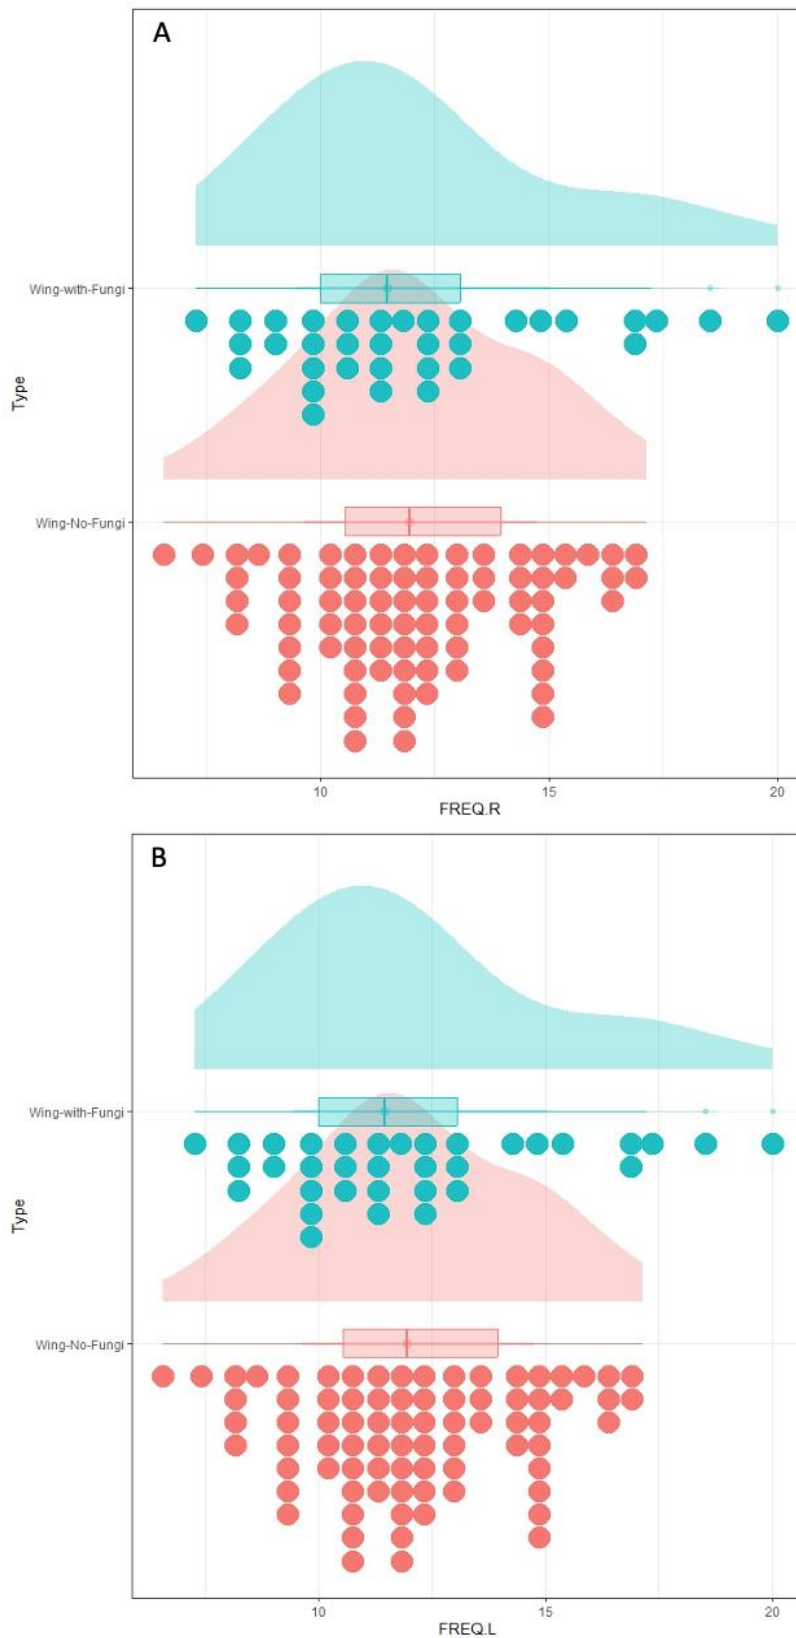 A
Wing-with-Fungi
Type
Wing-No-Fungi
10 15 20
FREQ.R
B
Wing-with-Fungi
Type
Wing-No-Fungi
10 15 20
FREQ.L